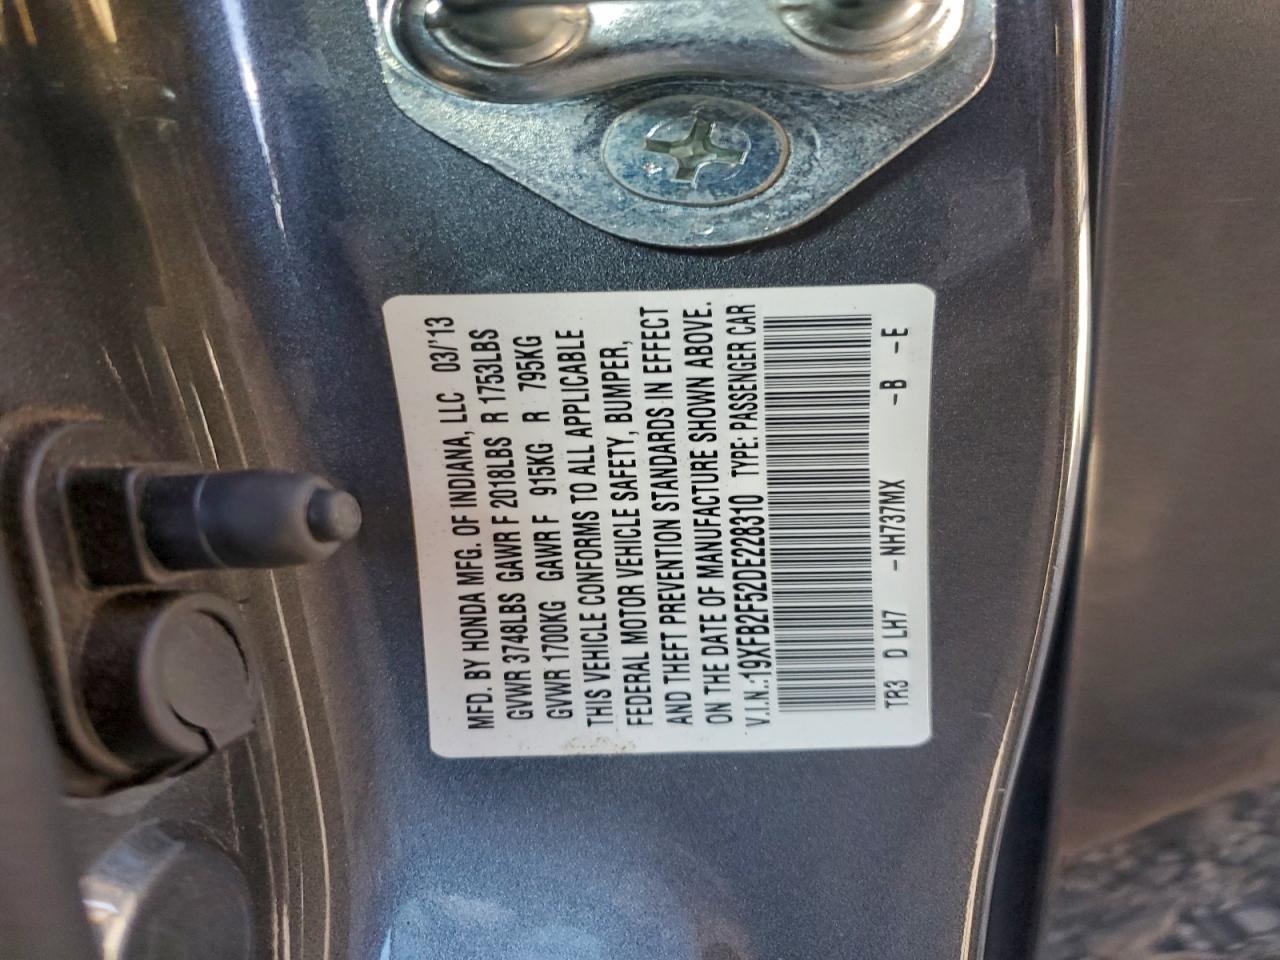 MFD. BY HONDA MFG. OF INDIANA, LLC 03/'13
GVWR 3748LBS GAWR F 2018LBS R 1753LBS
GVWR 1700KG GAWR F 915KG R 795KG
THIS VEHICLE CONFORMS TO ALL APPLICABLE
FEDERAL MOTOR VEHICLE SAFETY, BUMPER,
AND THEFT PREVENTION STANDARDS IN EFFECT
ON THE DATE OF MANUFACTURE SHOWN ABOVE.
V.I.N.:19XFB2F52DE228310 TYPE: PASSENGER CAR
TR3 D LH7 -NH737MX -B -E